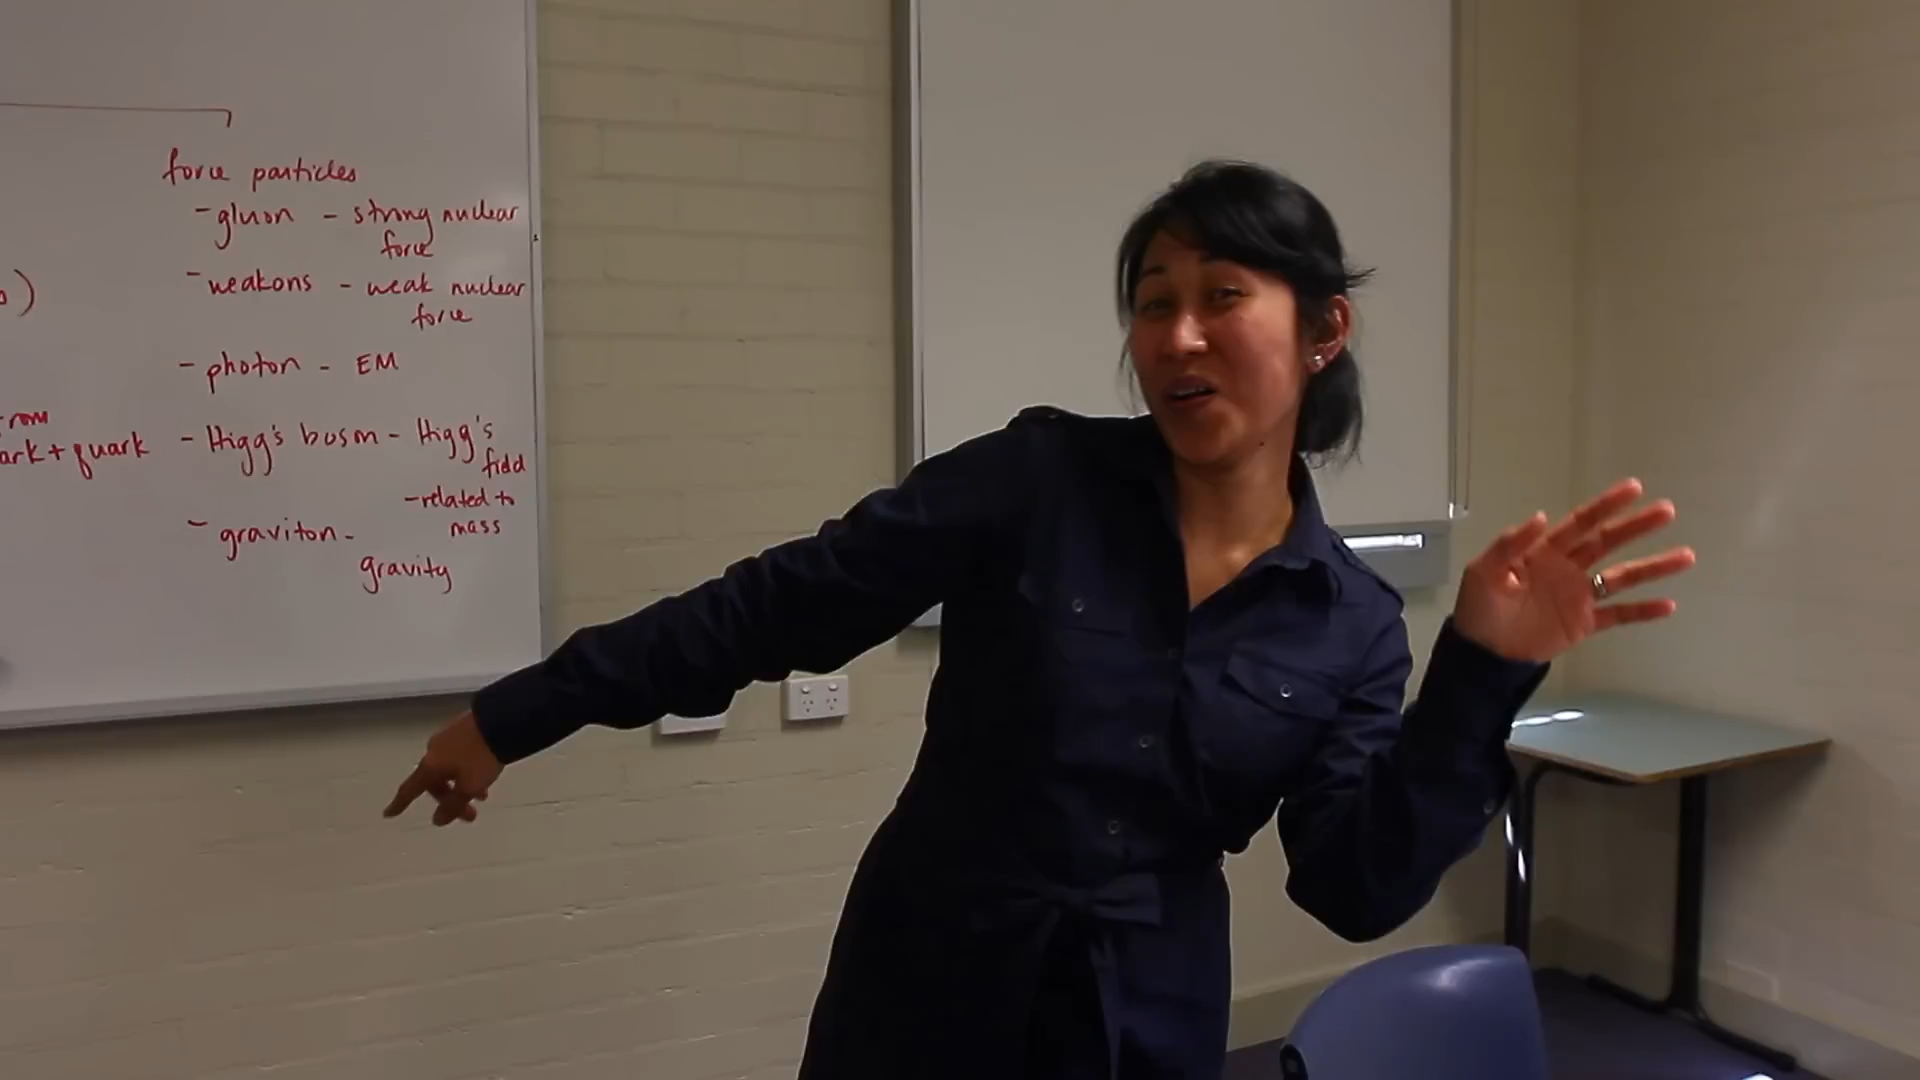 force particles
- gluon - strong nuclear
force
- weakons - weak nuclear
force
- photon - EM
- Higg's boson - Higg's
field
- related to
mass
- graviton -
gravity
+ quark